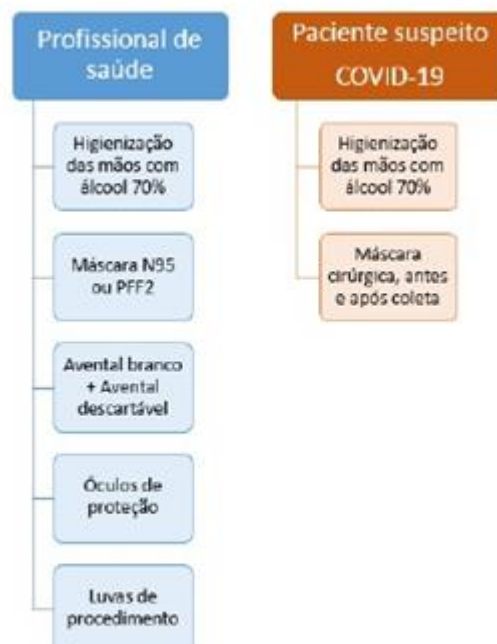 Profissional de
saúde
Higienização
das mãos com
álcool 70%
Máscara N95
ou PFF2
Avental branco
+ Avental
descartável
Óculos de
proteção
Luvas de
procedimento
Paciente suspeito
COVID-19
Higienização
das mãos com
álcool 70%
Máscara
cirúrgica, antes
e após coleta